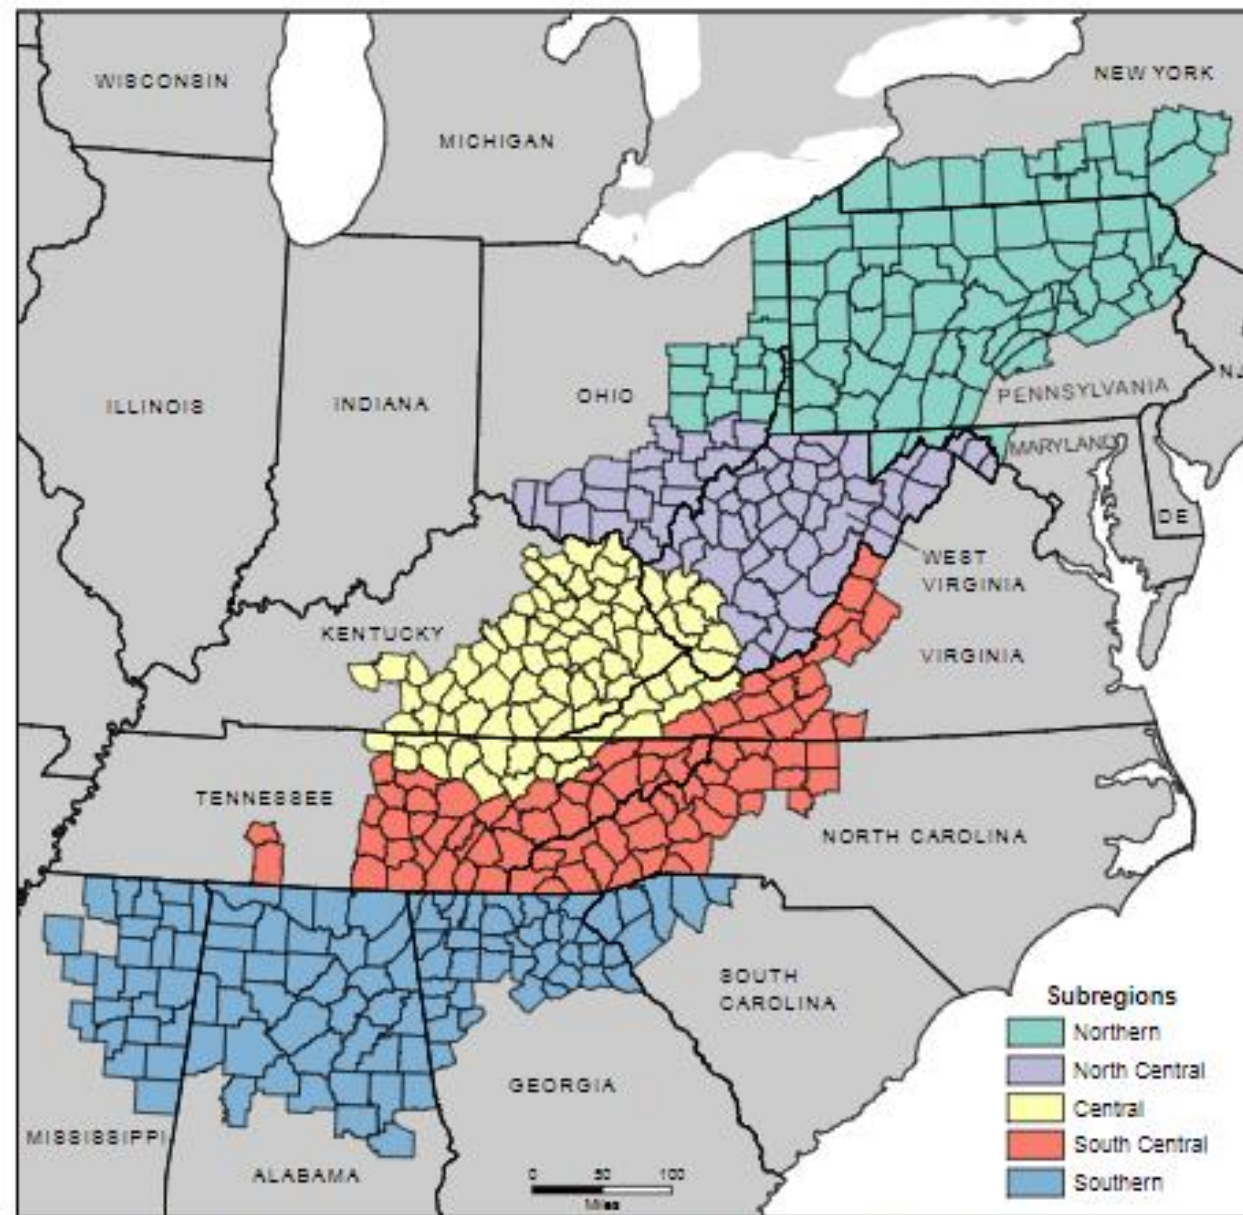 WISCONSIN
NEW YORK
MICHIGAN
ILLINOIS
INDIANA
OHIO
PENNSYLVANIA
NJ
MARYLAND
DE
WEST
VIRGINIA
KENTUCKY
VIRGINIA
TENNESSEE
NORTH CAROLINA
SOUTH
CAROLINA
GEORGIA
MISSISSIPPI
ALABAMA
0 50 100
Miles
Subregions
Northern
North Central
Central
South Central
Southern